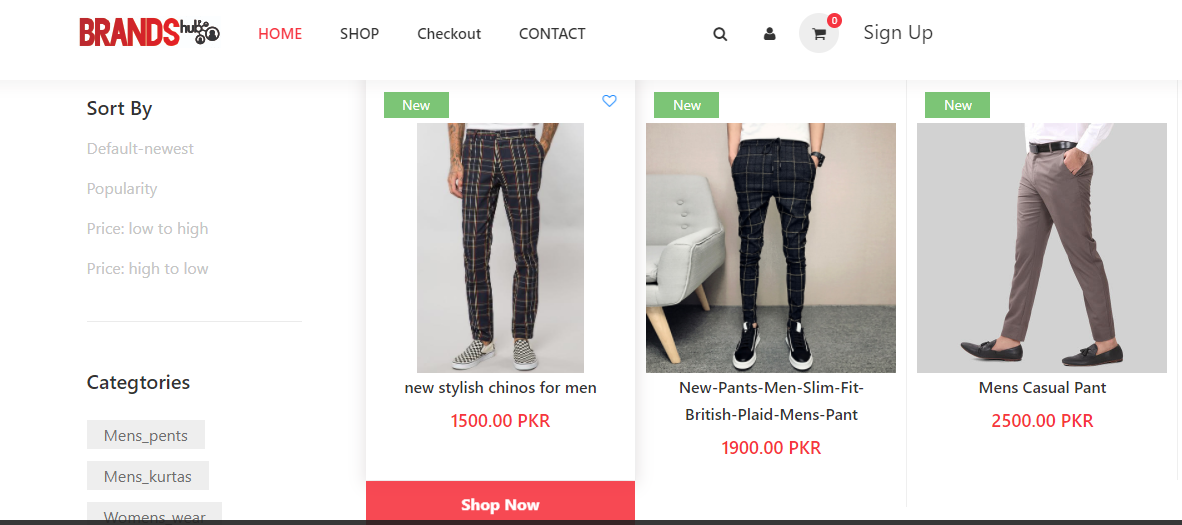 BRANDS hub
HOME
SHOP
Checkout
CONTACT
0
Sign Up
Sort By
Default-newest
Popularity
Price: low to high
Price: high to low
Categtories
Mens_pents
Mens_kurtas
Womens_wear
New
new stylish chinos for men
1500.00 PKR
Shop Now
New
New-Pants-Men-Slim-Fit-
British-Plaid-Mens-Pant
1900.00 PKR
New
Mens Casual Pant
2500.00 PKR